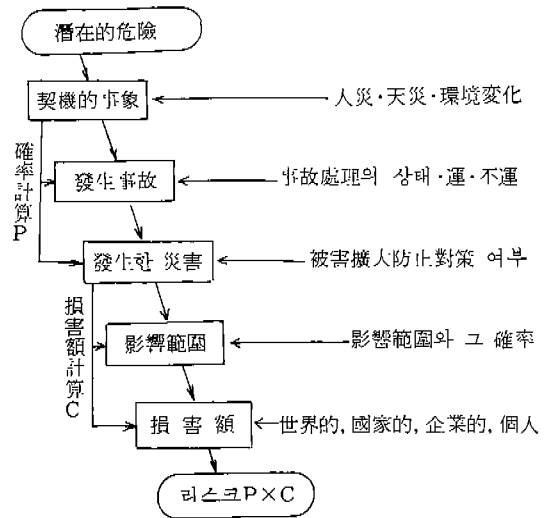 潛在的危險
契機的事象
人災·天災·環境変化
確率計算P
發生事故
事故處理의 상태·運·不運
發生한 災害
被害擴大防止對策 여부
損害額計算C
影響範圍
影響範圍와 그 確率
損害額
世界的, 國家的, 企業的, 個人
리스크P×C